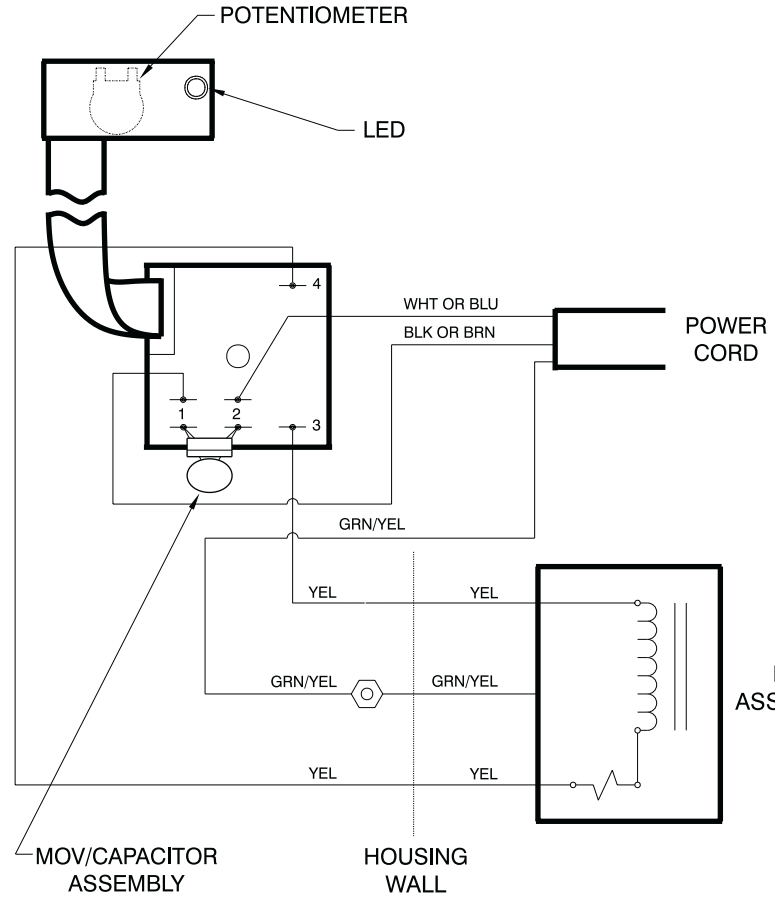 POTENTIOMETER
LED
4
WHT OR BLU
BLK OR BRN
POWER
CORD
1
2
3
GRN/YEL
YEL
YEL
GRN/YEL
GRN/YEL
ASS
YEL
YEL
MOV/CAPACITOR
ASSEMBLY
HOUSING
WALL